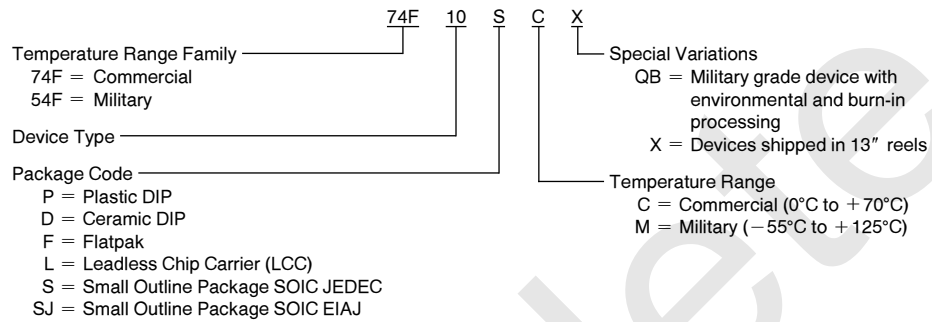 74F 10 S C X
Temperature Range Family
74F = Commercial
54F = Military
Device Type
Package Code
P = Plastic DIP
D = Ceramic DIP
F = Flatpak
L = Leadless Chip Carrier (LCC)
S = Small Outline Package SOIC JEDEC
SJ = Small Outline Package SOIC EIAJ
Special Variations
QB = Military grade device with
environmental and burn-in
processing
X = Devices shipped in 13″ reels
Temperature Range
C = Commercial (0°C to +70°C)
M = Military (−55°C to +125°C)
lete